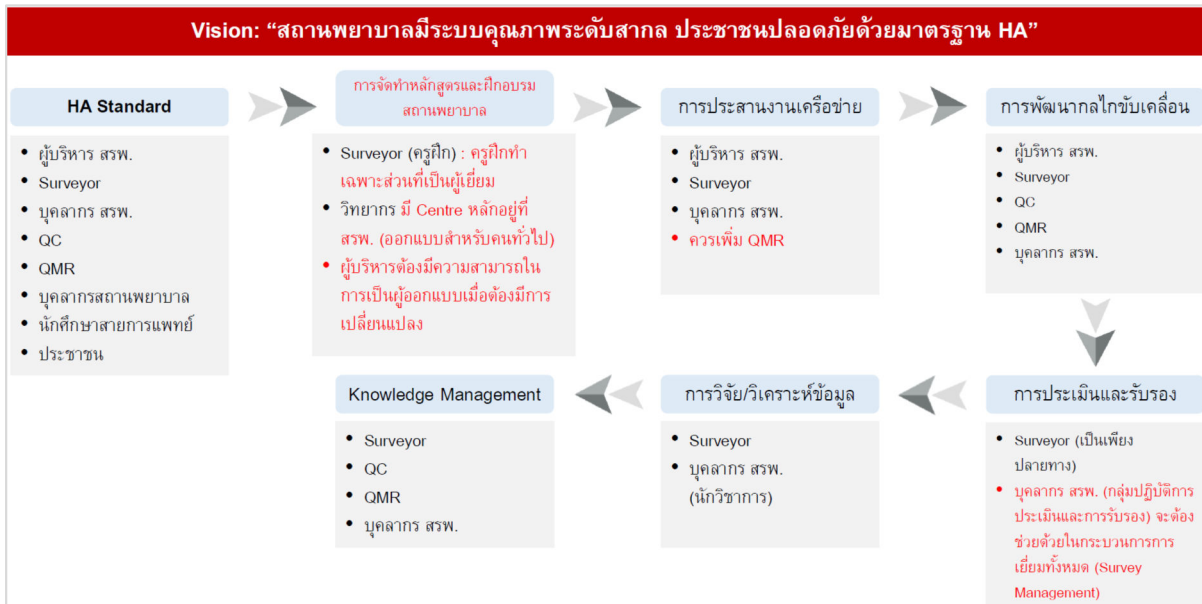 Vision: “สถานพยาบาลมีระบบคุณภาพระดับสากล ประชาชนปลอดภัยด้วยมาตรฐาน HA”
HA Standard
• ผู้บริหาร สรพ.
• Surveyor
• บุคลากร สรพ.
• QC
• QMR
• บุคลากรสถานพยาบาล
• นักศึกษาสายการแพทย์
• ประชาชน
การจัดทำหลักสูตรและฝึกอบรม
สถานพยาบาล
• Surveyor (ครูฝึก) : ครูฝึกทำ
เฉพาะส่วนที่เป็นผู้เยี่ยม
• วิทยากร มี Centre หลักอยู่ที่
สรพ. (ออกแบบสำหรับคนทั่วไป)
• ผู้บริหารต้องมีความสามารถใน
การเป็นผู้ออกแบบเมื่อต้องมีการ
เปลี่ยนแปลง
การประสานงานเครือข่าย
• ผู้บริหาร สรพ.
• Surveyor
• บุคลากร สรพ.
• ควรเพิ่ม QMR
การพัฒนากลไกขับเคลื่อน
• ผู้บริหาร สรพ.
• Surveyor
• QC
• QMR
• บุคลากร สรพ.
การประเมินและรับรอง
• Surveyor (เป็นเพียง
ปลายทาง)
• บุคลากร สรพ. (กลุ่มปฏิบัติการ
ประเมินและการรับรอง) จะต้อง
ช่วยด้วยในกระบวนการการ
เยี่ยมทั้งหมด (Survey
Management)
การวิจัย/วิเคราะห์ข้อมูล
• Surveyor
• บุคลากร สรพ.
(นักวิชาการ)
Knowledge Management
• Surveyor
• QC
• QMR
• บุคลากร สรพ.